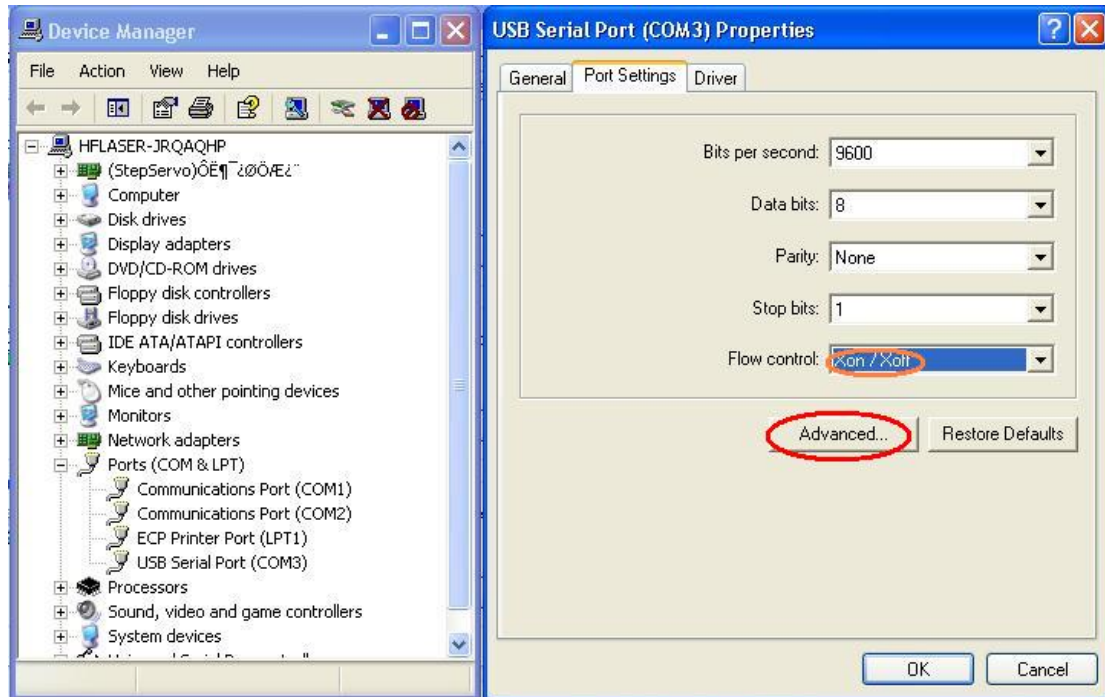 Device Manager
File Action View Help
HFLASER-JRQAQHP
(StepServo)ÔË¶¯¿ØÖÆ¿¨
Computer
Disk drives
Display adapters
DVD/CD-ROM drives
Floppy disk controllers
Floppy disk drives
IDE ATA/ATAPI controllers
Keyboards
Mice and other pointing devices
Monitors
Network adapters
Ports (COM & LPT)
Communications Port (COM1)
Communications Port (COM2)
ECP Printer Port (LPT1)
USB Serial Port (COM3)
Processors
Sound, video and game controllers
System devices
USB Serial Port (COM3) Properties
General Port Settings Driver
Bits per second: 9600
Data bits: 8
Parity: None
Stop bits: 1
Flow control: Xon / Xoff
Advanced... Restore Defaults
OK Cancel